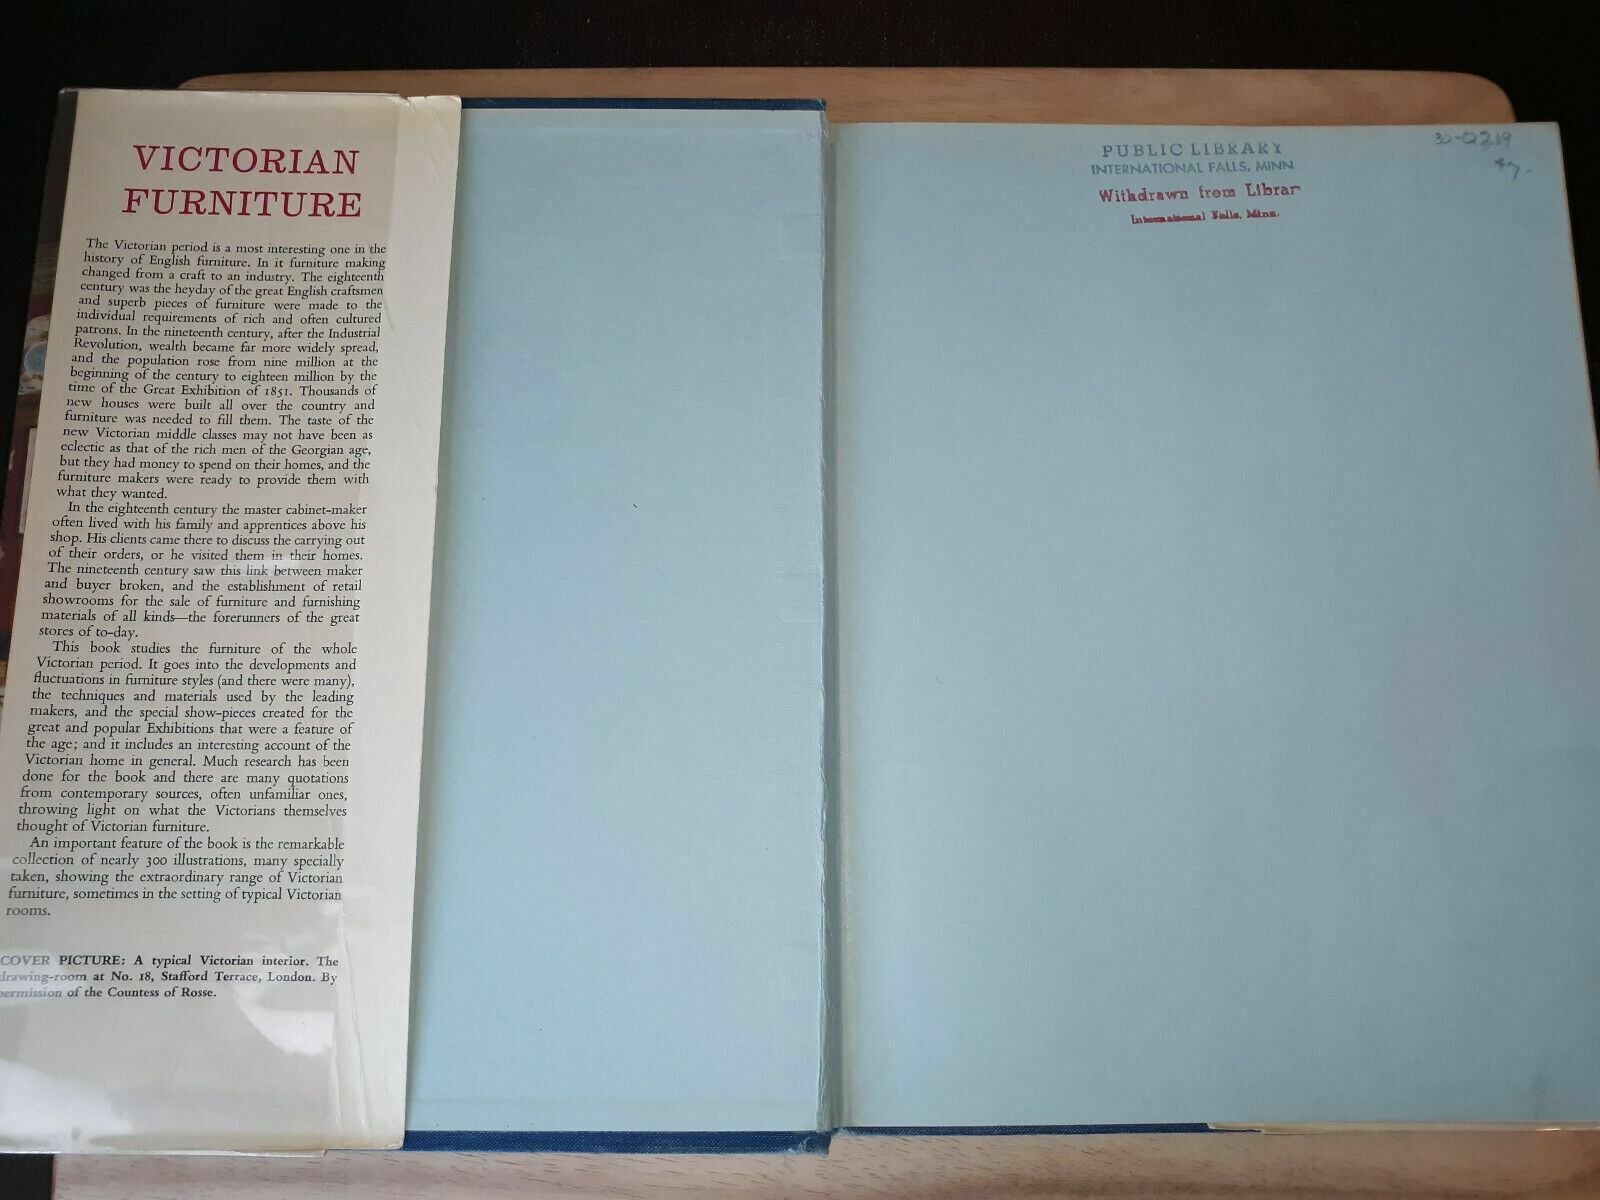 VICTORIAN
FURNITURE
The Victorian period is a most interesting one in the
history of English furniture. In it furniture making
changed from a craft to an industry. The eighteenth
century was the heyday of the great English craftsmen
and superb pieces of furniture were made to the
individual requirements of rich and often cultured
patrons. In the nineteenth century, after the Industrial
Revolution, wealth became far more widely spread,
and the population rose from nine million at the
beginning of the century to eighteen million by the
time of the Great Exhibition of 1851. Thousands of
new houses were built all over the country and
furniture was needed to fill them. The taste of the
new Victorian middle classes may not have been as
eclectic as that of the rich men of the Georgian age,
but they had money to spend on their homes, and the
furniture makers were ready to provide them with
what they wanted.
In the eighteenth century the master cabinet-maker
often lived with his family and apprentices above his
shop. His clients came there to discuss the carrying out
of their orders, or he visited them in their homes.
The nineteenth century saw this link between maker
and buyer broken, and the establishment of retail
showrooms for the sale of furniture and furnishing
materials of all kinds—the forerunners of the great
stores of to-day.
This book studies the furniture of the whole
Victorian period. It goes into the developments and
fluctuations in furniture styles (and there were many),
the techniques and materials used by the leading
makers, and the special show-pieces created for the
great and popular Exhibitions that were a feature of
the age; and it includes an interesting account of the
Victorian home in general. Much research has been
done for the book and there are many quotations
from contemporary sources, often unfamiliar ones,
throwing light on what the Victorians themselves
thought of Victorian furniture.
An important feature of the book is the remarkable
collection of nearly 300 illustrations, many specially
taken, showing the extraordinary range of Victorian
furniture, sometimes in the setting of typical Victorian
rooms.
COVER PICTURE: A typical Victorian interior. The
drawing-room at No. 18, Stafford Terrace, London. By
permission of the Countess of Rosse.
PUBLIC LIBRARY
INTERNATIONAL FALLS, MINN
Withdrawn from Librar
International Falls, Minn.
30-0219
$7-